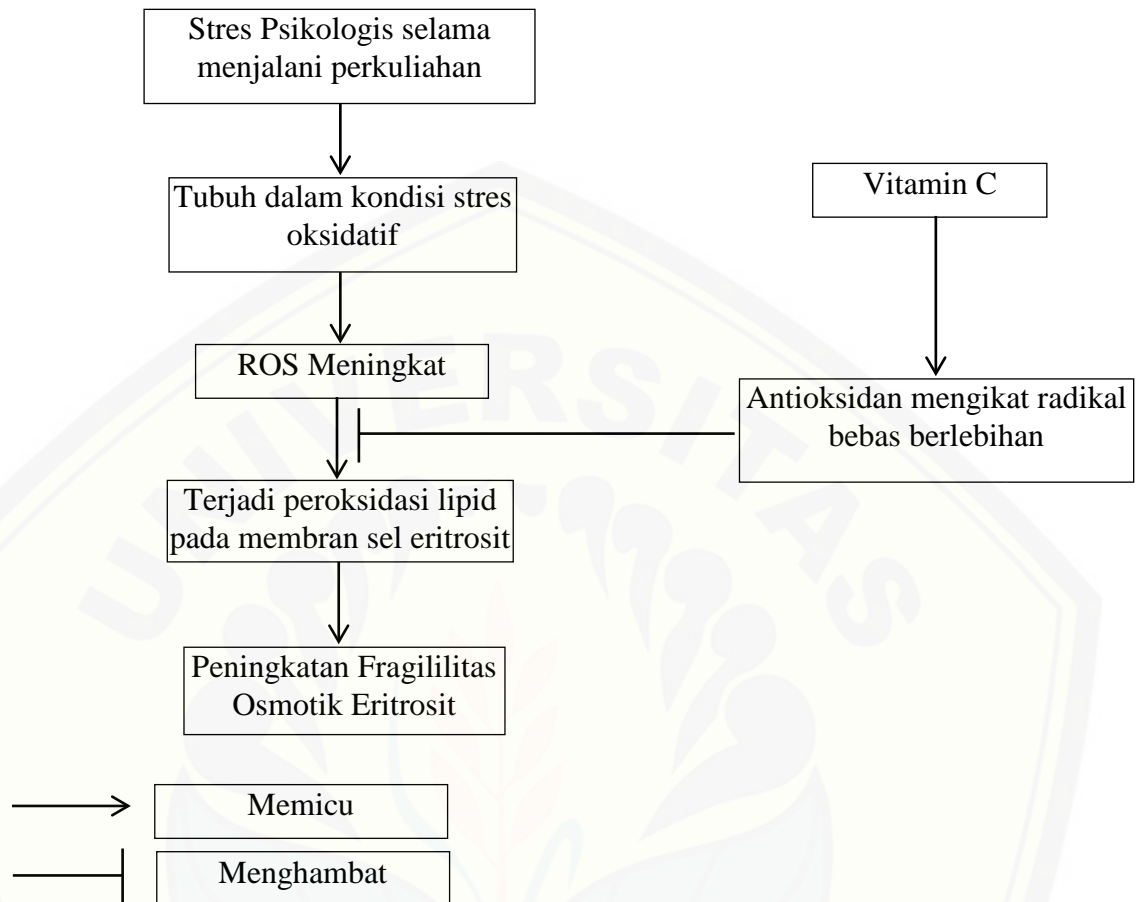 Stres Psikologis selama
menjalani perkuliahan
Tubuh dalam kondisi stres
oksidatif
Vitamin C
ROS Meningkat
Antioksidan mengikat radikal
bebas berlebihan
Terjadi peroksidasi lipid
pada membran sel eritrosit
Peningkatan Fragililitas
Osmotik Eritrosit
Memicu
Menghambat
UNIVERSITAS